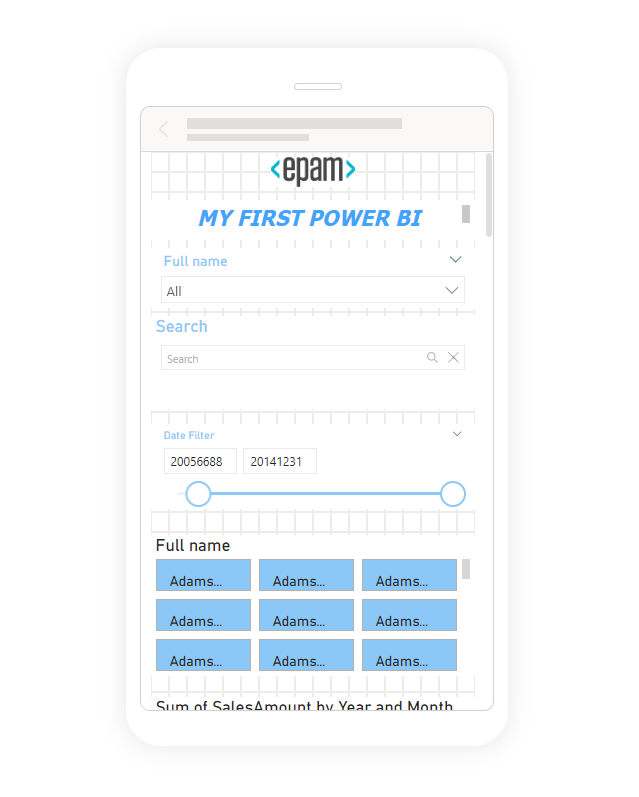 <epam>
MY FIRST POWER BI
Full name
All
Search
Search
Date Filter
20056688 20141231
Full name
Adams... Adams... Adams...
Adams... Adams... Adams...
Adams... Adams... Adams...
Sum of SalesAmount by Year and Month